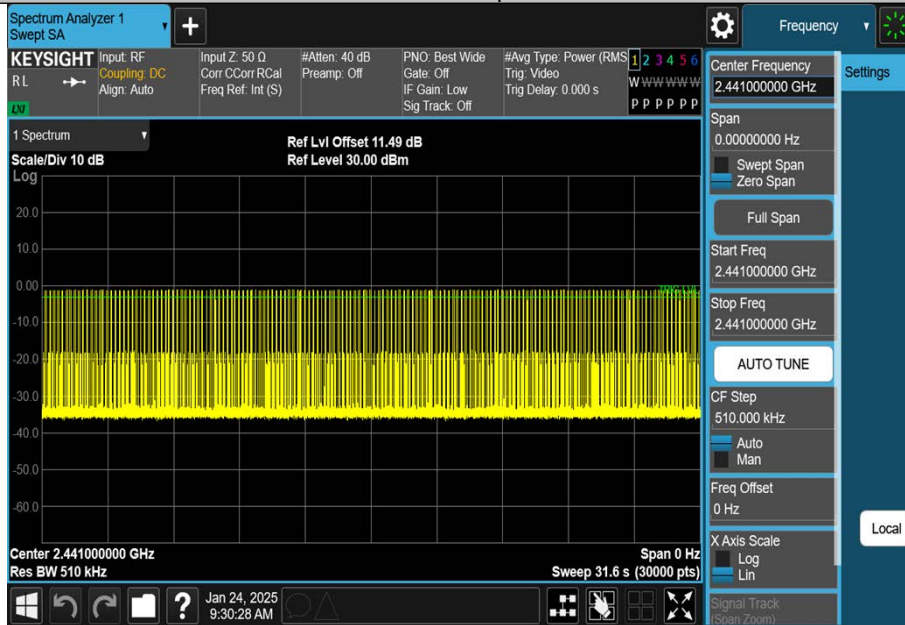 Spectrum Analyzer 1
Swept SA
Frequency
KEYSIGHT
R L
LXI
Input: RF
Coupling: DC
Align: Auto
Input Z: 50 Ω
Corr CCorr RCal
Freq Ref: Int (S)
#Atten: 40 dB
Preamp: Off
PNO: Best Wide
Gate: Off
IF Gain: Low
Sig Track: Off
#Avg Type: Power (RMS
Trig: Video
Trig Delay: 0.000 s
1 2 3 4 5 6
W W W W W W
P P P P P P
1 Spectrum
Scale/Div 10 dB
Log
Ref Lvl Offset 11.49 dB
Ref Level 30.00 dBm
20.0
10.0
0.00
-10.0
-20.0
-30.0
-40.0
-50.0
-60.0
Center 2.441000000 GHz
Res BW 510 kHz
Span 0 Hz
Sweep 31.6 s (30000 pts)
Center Frequency
2.441000000 GHz
Settings
Span
0.00000000 Hz
Swept Span
Zero Span
Full Span
Start Freq
2.441000000 GHz
Stop Freq
2.441000000 GHz
AUTO TUNE
CF Step
510.000 kHz
Auto
Man
Freq Offset
0 Hz
X Axis Scale
Log
Lin
Local
Signal Track
(Span Zoom)
?
Jan 24, 2025
9:30:28 AM